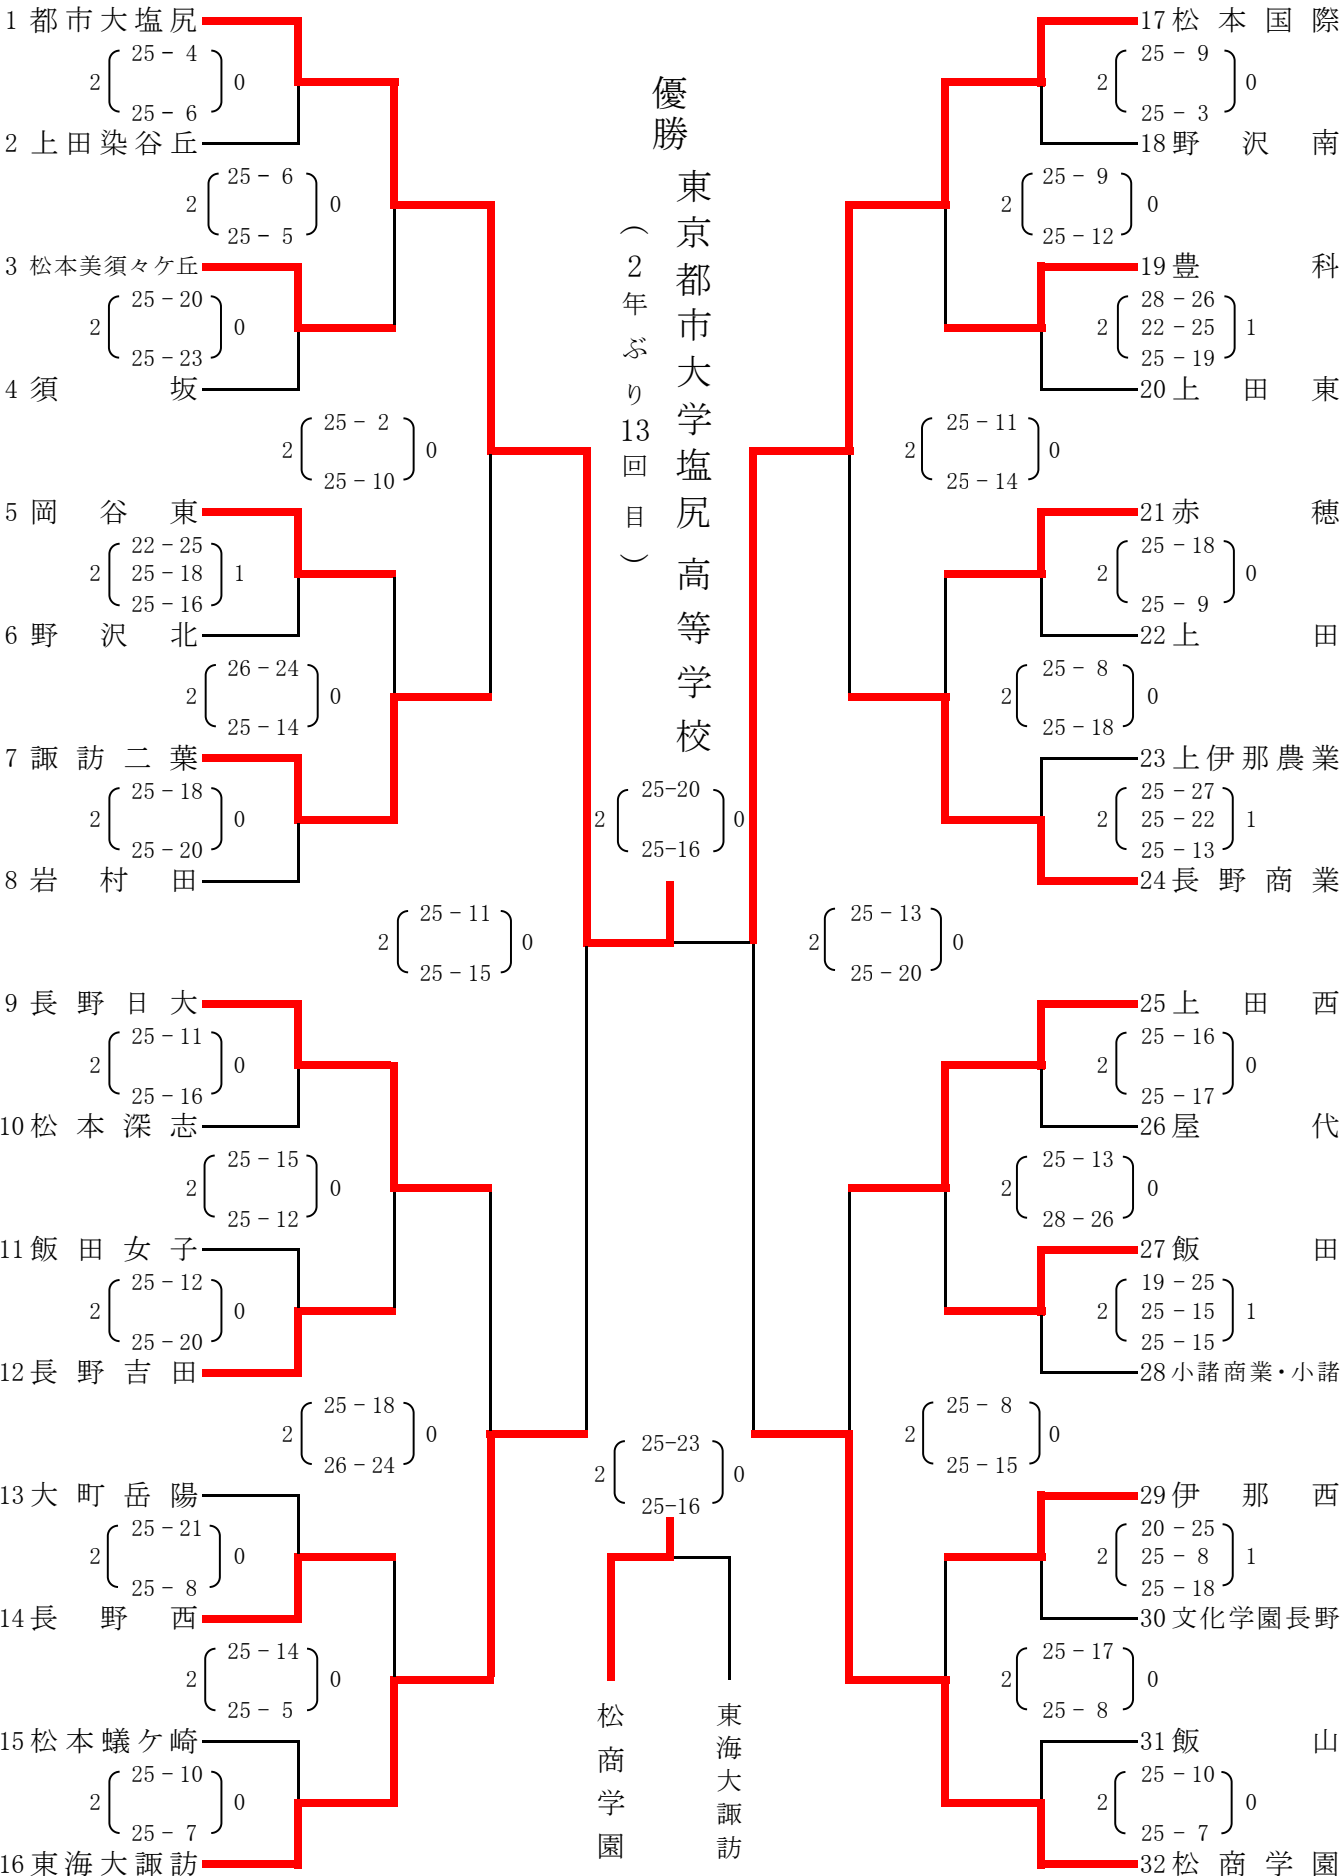 1 都市大塩尻
2 ( 25 - 4 ) 0
25 - 6
2 上田染谷丘
2 ( 25 - 6 ) 0
25 - 5
3 松本美須々ケ丘
2 ( 25 - 20 ) 0
25 - 23
4 須坂
2 ( 25 - 2 ) 0
25 - 10
5 岡谷東
22 - 25
2 ( 25 - 18 ) 1
25 - 16
6 野沢北
2 ( 26 - 24 ) 0
25 - 14
7 諏訪二葉
2 ( 25 - 18 ) 0
25 - 20
8 岩村田
2 ( 25 - 11 ) 0
25 - 15
9 長野日大
2 ( 25 - 11 ) 0
25 - 16
10 松本深志
2 ( 25 - 15 ) 0
25 - 12
11 飯田女子
2 ( 25 - 12 ) 0
25 - 20
12 長野吉田
2 ( 25 - 18 ) 0
26 - 24
13 大町岳陽
2 ( 25 - 21 ) 0
25 - 8
14 長野西
2 ( 25 - 14 ) 0
25 - 5
15 松本蟻ケ崎
2 ( 25 - 10 ) 0
25 - 7
16 東海大諏訪
優勝
東京都市大学塩尻高等学校
(2年ぶり13回目)
2 ( 25-20 ) 0
25-16
2 ( 25-23 ) 0
25-16
松商学園
東海大諏訪
17 松本国際
2 ( 25 - 9 ) 0
25 - 3
18 野沢南
2 ( 25 - 9 ) 0
25 - 12
19 豊科
28 - 26
2 ( 22 - 25 ) 1
25 - 19
20 上田東
2 ( 25 - 11 ) 0
25 - 14
21 赤穂
2 ( 25 - 18 ) 0
25 - 9
22 上田
2 ( 25 - 8 ) 0
25 - 18
23 上伊那農業
25 - 27
2 ( 25 - 22 ) 1
25 - 13
24 長野商業
2 ( 25 - 13 ) 0
25 - 20
25 上田西
2 ( 25 - 16 ) 0
25 - 17
26 屋代
2 ( 25 - 13 ) 0
28 - 26
27 飯田
19 - 25
2 ( 25 - 15 ) 1
25 - 15
28 小諸商業・小諸
2 ( 25 - 8 ) 0
25 - 15
29 伊那西
20 - 25
2 ( 25 - 8 ) 1
25 - 18
30 文化学園長野
2 ( 25 - 17 ) 0
25 - 8
31 飯山
2 ( 25 - 10 ) 0
25 - 7
32 松商学園